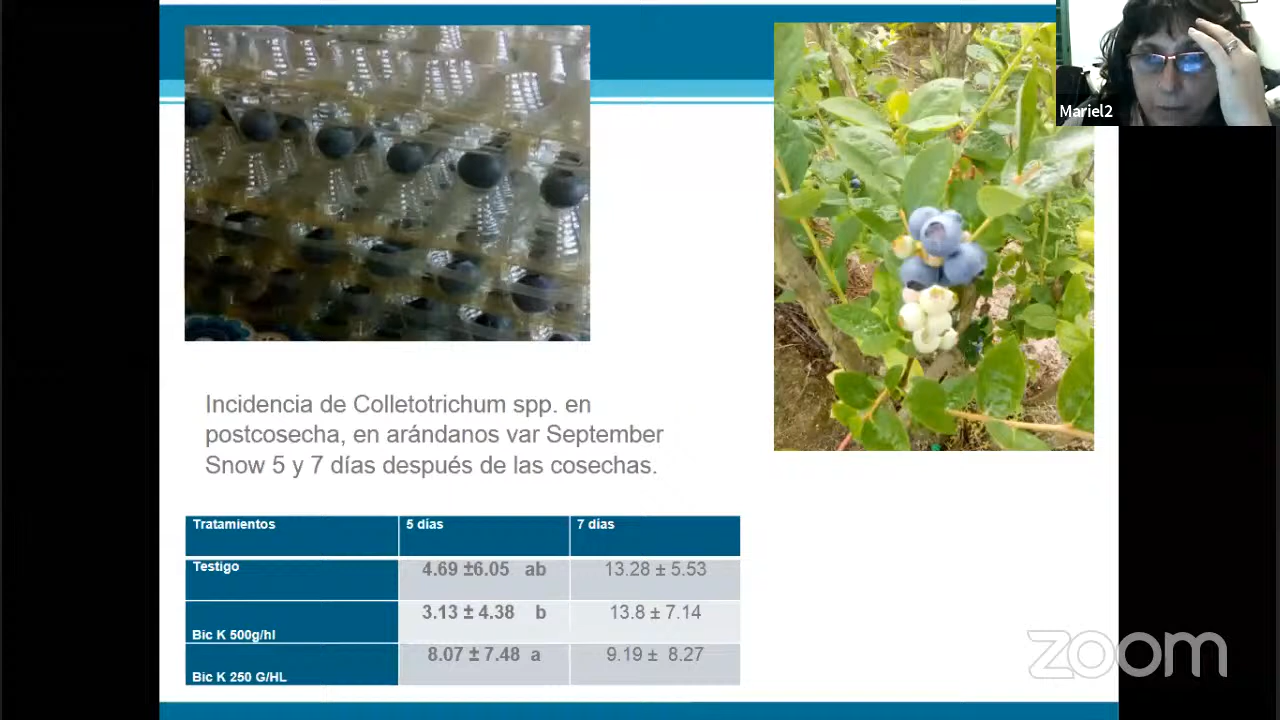 Mariel2
Incidencia de Colletotrichum spp. en
postcosecha, en arándanos var September
Snow 5 y 7 días después de las cosechas.
Tratamientos 5 días 7 días
Testigo 4.69 ±6.05 ab 13.28 ± 5.53
Bic K 500g/hl 3.13 ± 4.38 b 13.8 ± 7.14
Bic K 250 G/HL 8.07 ± 7.48 a 9.19 ± 8.27
zoom